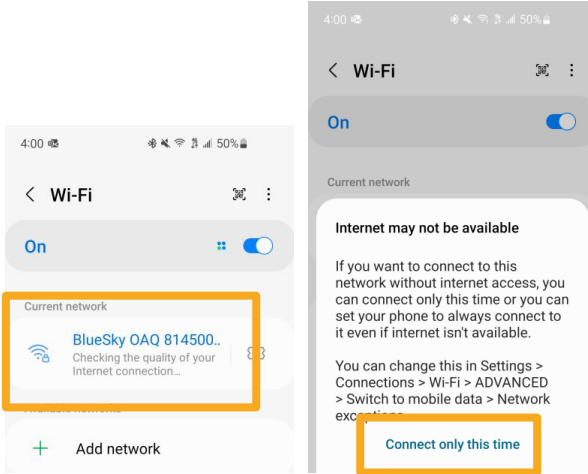 4:00
50%
Wi-Fi
On
Current network
BlueSky OAQ 814500..
Checking the quality of your
Internet connection...
Available networks
Add network
4:00
50%
Wi-Fi
On
Current network
Internet may not be available
If you want to connect to this
network without internet access, you
can connect only this time or you can
set your phone to always connect to
it even if internet isn't available.
You can change this in Settings >
Connections > Wi-Fi > ADVANCED
> Switch to mobile data > Network
exceptions
Connect only this time